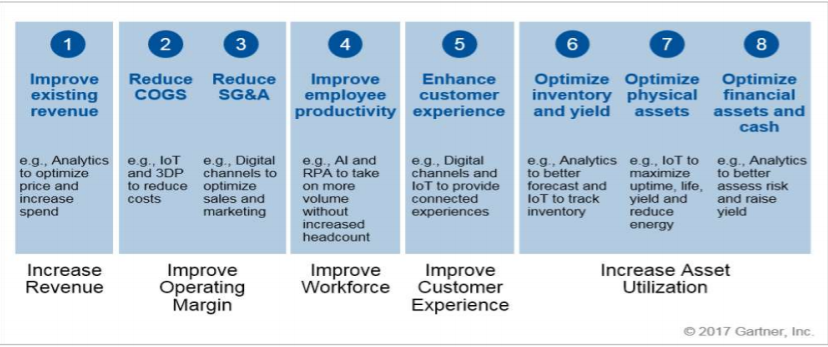 1
Improve
existing
revenue
e.g., Analytics
to optimize
price and
increase
spend
2
Reduce
COGS
e.g., IoT
and 3DP
to reduce
costs
3
Reduce
SG&A
e.g., Digital
channels to
optimize
sales and
marketing
4
Improve
employee
productivity
e.g., AI and
RPA to take
on more
volume
without
increased
headcount
5
Enhance
customer
experience
e.g., Digital
channels and
IoT to provide
connected
experiences
6
Optimize
inventory
and yield
e.g., Analytics
to better
forecast and
IoT to track
inventory
7
Optimize
physical
assets
e.g., IoT to
maximize
uptime, life,
yield and
reduce
energy
8
Optimize
financial
assets and
cash
e.g., Analytics
to better
assess risk
and raise
yield
Increase
Revenue
Improve
Operating
Margin
Improve
Workforce
Improve
Customer
Experience
Increase Asset
Utilization
© 2017 Gartner, Inc.